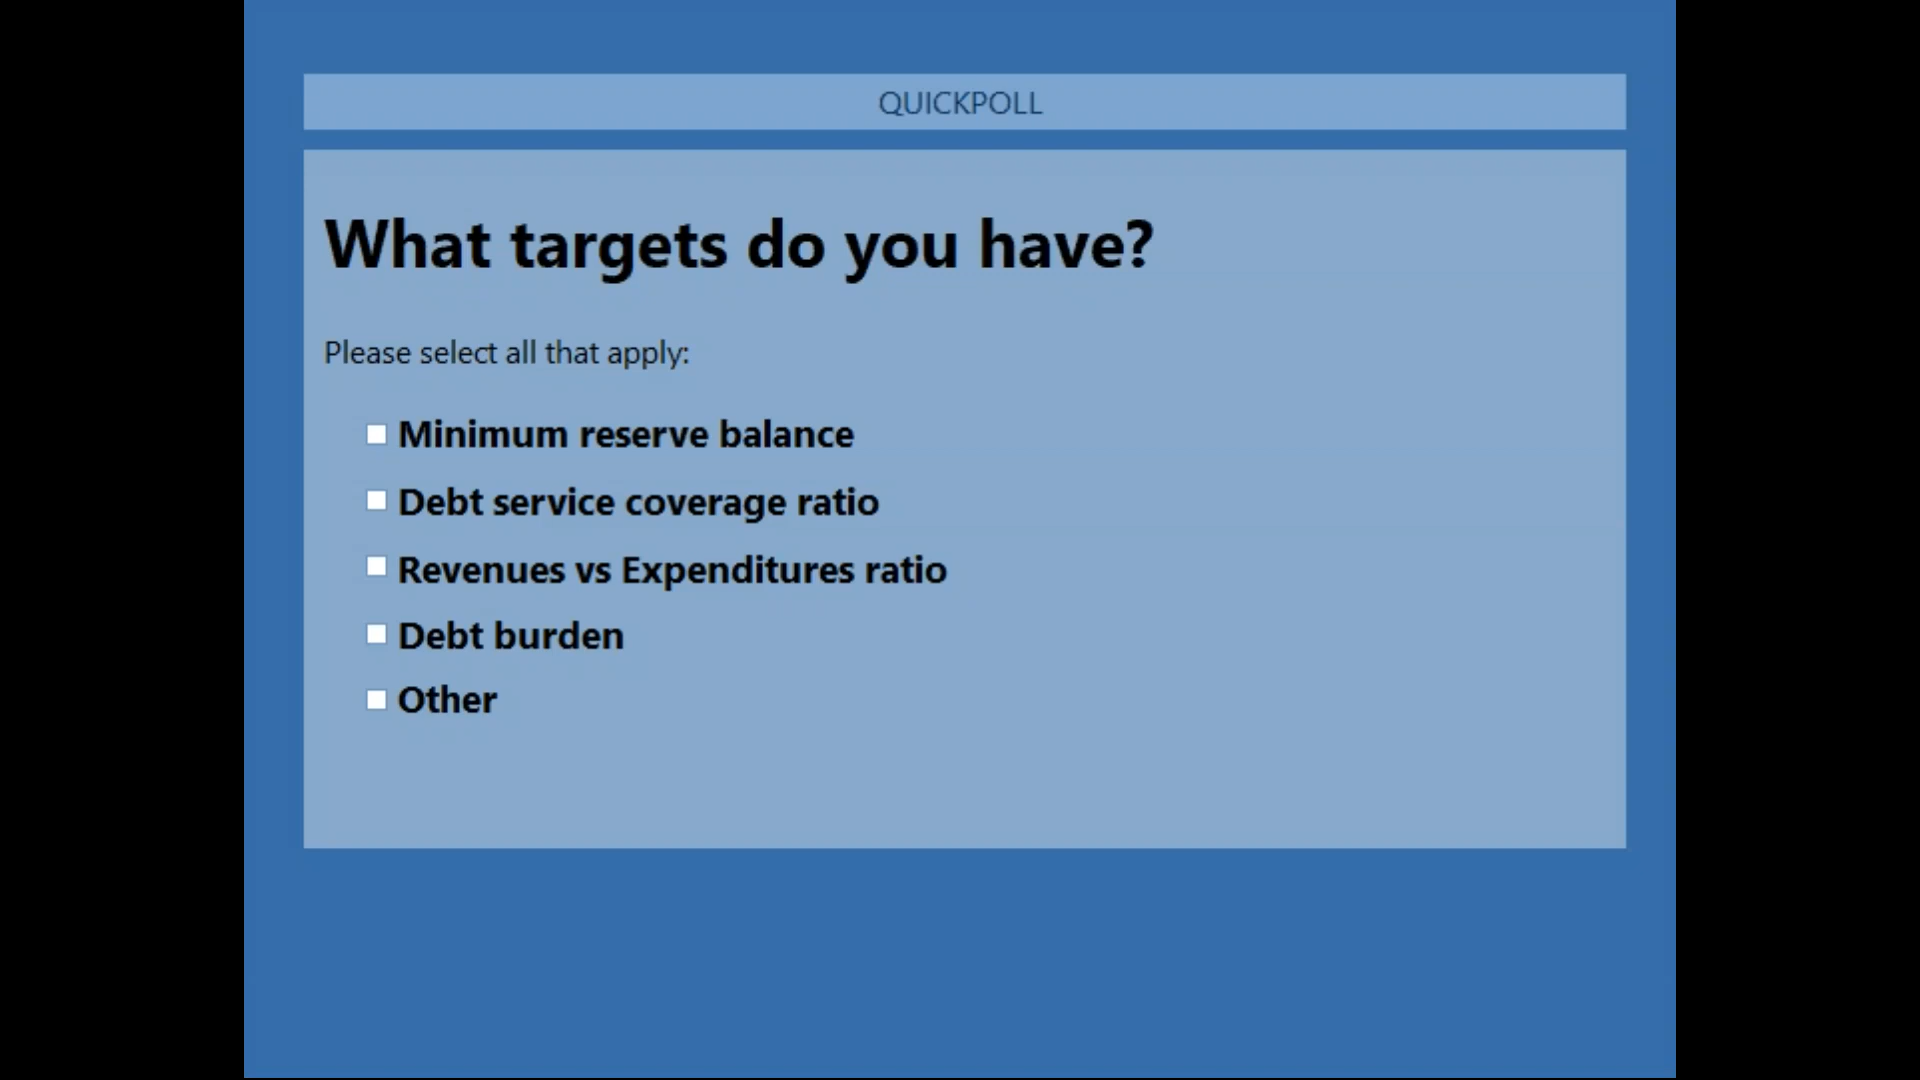 QUICKPOLL
What targets do you have?
Please select all that apply:
Minimum reserve balance
Debt service coverage ratio
Revenues vs Expenditures ratio
Debt burden
Other